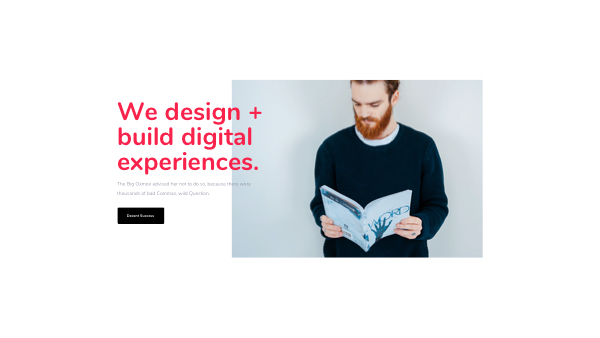 We design +
build digital
experiences.
The Big Oxmox advised her not to do so, because there were
thousands of bad Commas, wild Question
Decent Success
WORD